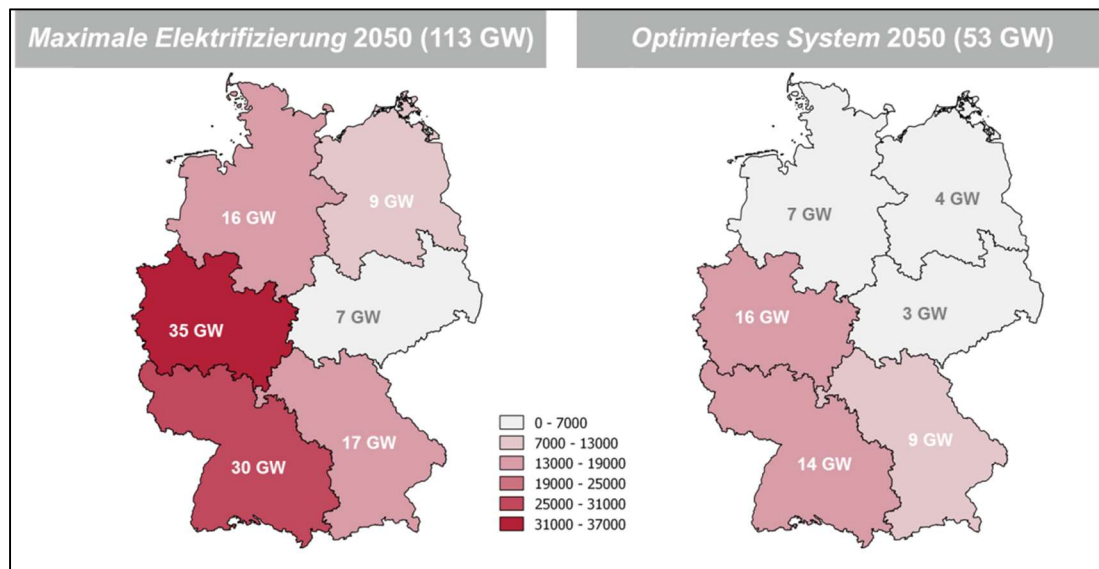 Maximale Elektrifizierung 2050 (113 GW)
16 GW
9 GW
35 GW
7 GW
30 GW
17 GW
0 - 7000
7000 - 13000
13000 - 19000
19000 - 25000
25000 - 31000
31000 - 37000
Optimiertes System 2050 (53 GW)
7 GW
4 GW
16 GW
3 GW
14 GW
9 GW